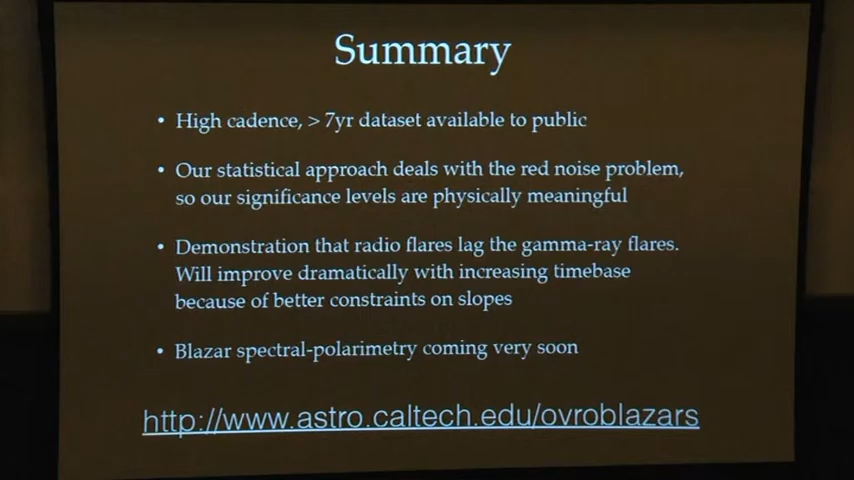 Summary
• High cadence, > 7yr dataset available to public
• Our statistical approach deals with the red noise problem,
so our significance levels are physically meaningful
• Demonstration that radio flares lag the gamma-ray flares.
Will improve dramatically with increasing timebase
because of better constraints on slopes
• Blazar spectral-polarimetry coming very soon
http://www.astro.caltech.edu/ovroblazars